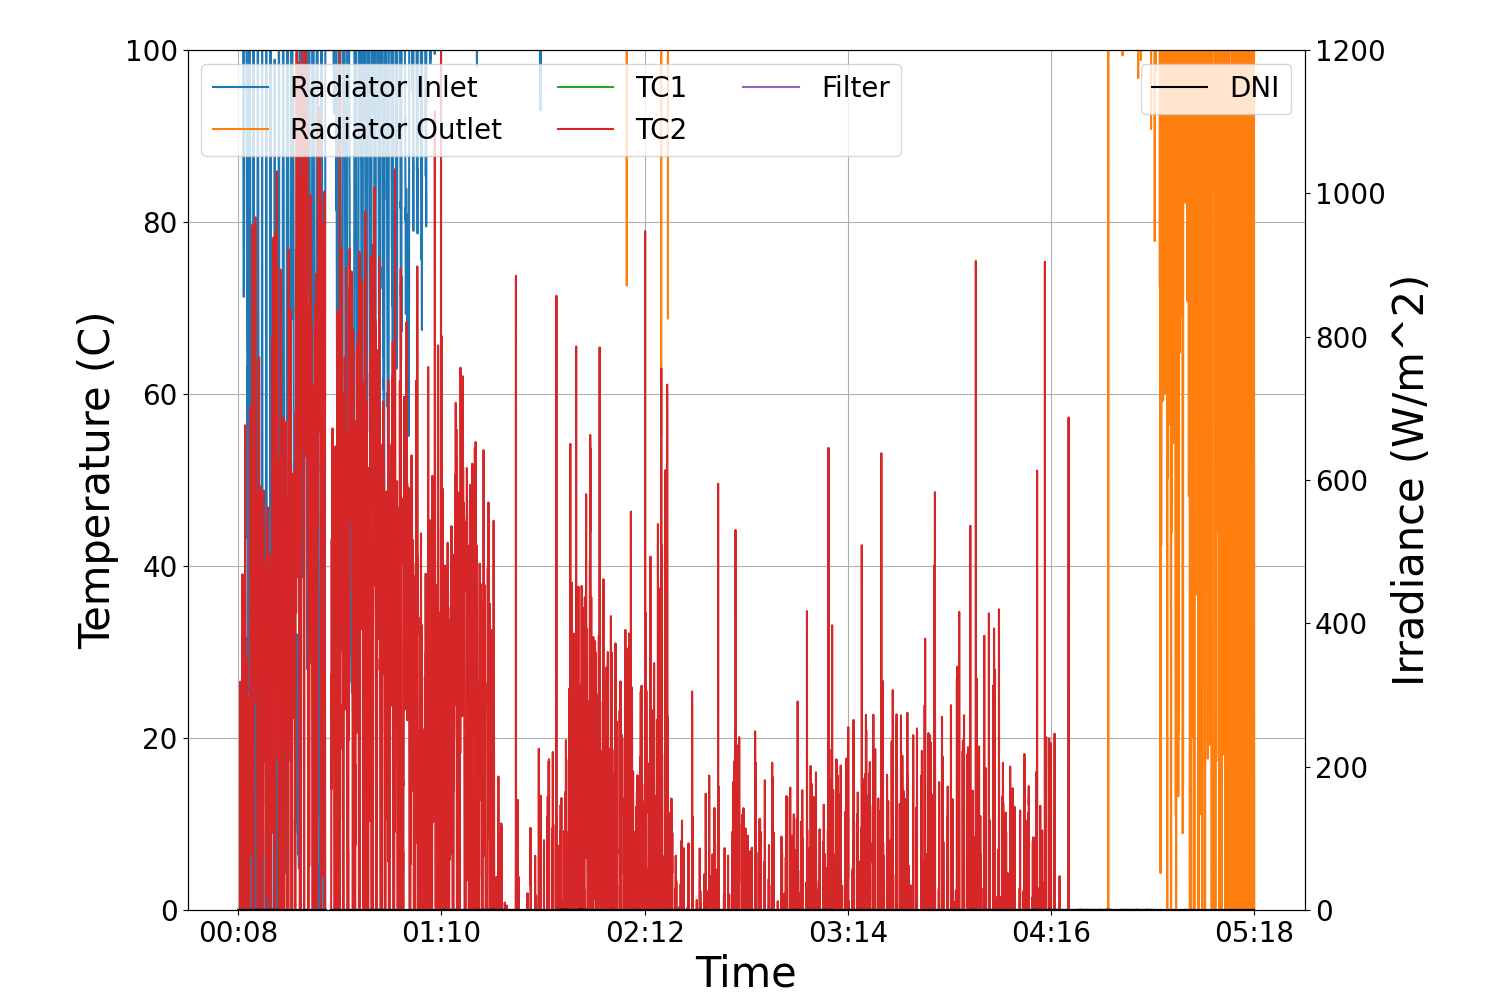 100
80
60
40
20
0
Temperature (C)
Radiator Inlet
Radiator Outlet
TC1
TC2
Filter
DNI
1200
1000
800
600
400
200
0
Irradiance (W/m^2)
00:08
01:10
02:12
03:14
04:16
05:18
Time